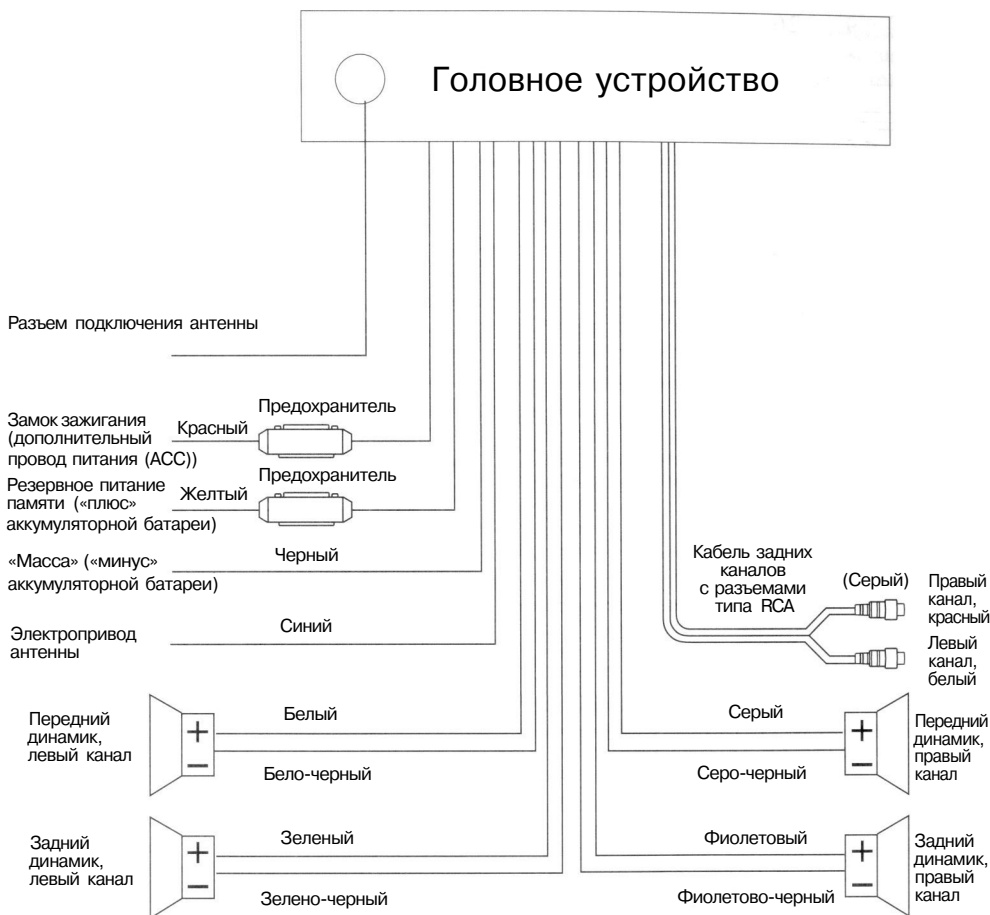 Головное устройство
Разъем подключения антенны
Замок зажигания
(дополнительный
провод питания (ACC))
Красный
Предохранитель
Резервное питание
памяти («плюс»
аккумуляторной батареи)
Желтый
Предохранитель
«Масса» («минус»
аккумуляторной батареи)
Черный
Электропривод
антенны
Синий
Кабель задних
каналов
с разъемами
типа RCA
(Серый)
Правый
канал,
красный
Левый
канал,
белый
Передний
динамик,
левый канал
+
−
Белый
Бело-черный
Серый
Серо-черный
+
−
Передний
динамик,
правый
канал
Задний
динамик,
левый канал
+
−
Зеленый
Зелено-черный
Фиолетовый
Фиолетово-черный
+
−
Задний
динамик,
правый
канал